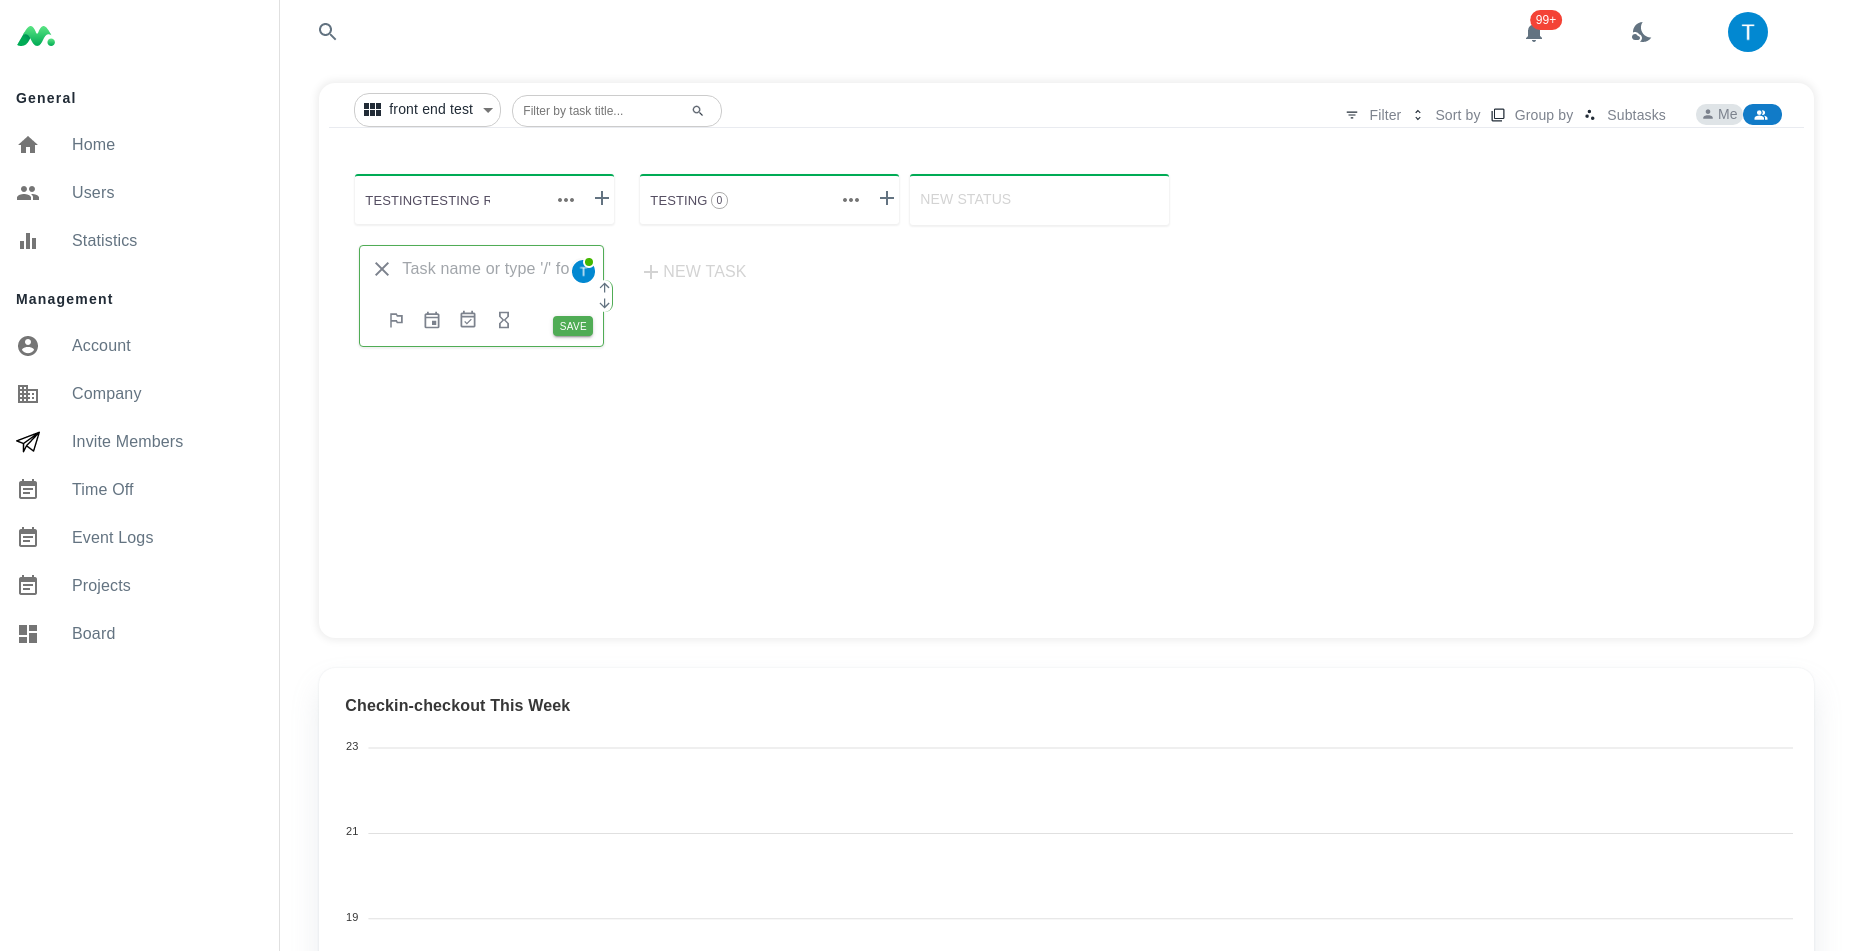 99+
T
General
Home
Users
Statistics
Management
Account
Company
Invite Members
Time Off
Event Logs
Projects
Board
front end test
Filter by task title...
Filter
Sort by
Group by
Subtasks
Me
TESTINGTESTING R
TESTING 0
NEW STATUS
Task name or type '/' fo
T
SAVE
NEW TASK
Checkin-checkout This Week
23
21
19